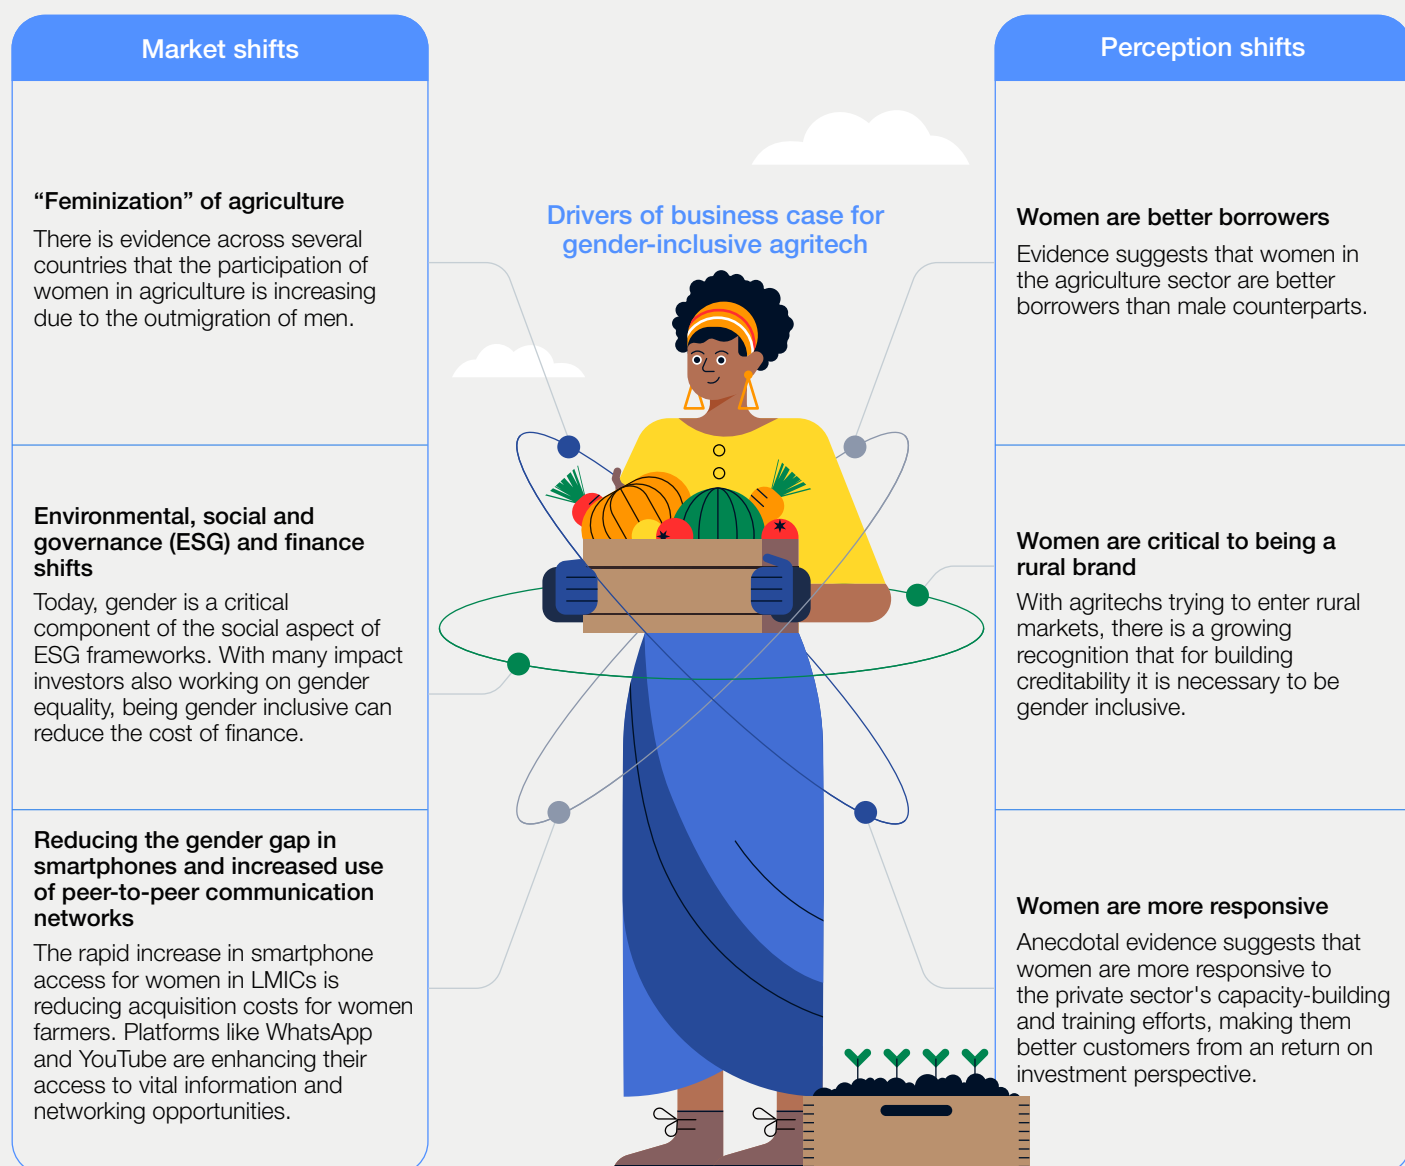 Market shifts
“Feminization” of agriculture
There is evidence across several
countries that the participation of
women in agriculture is increasing
due to the outmigration of men.
Environmental, social and
governance (ESG) and finance
shifts
Today, gender is a critical
component of the social aspect of
ESG frameworks. With many impact
investors also working on gender
equality, being gender inclusive can
reduce the cost of finance.
Reducing the gender gap in
smartphones and increased use
of peer-to-peer communication
networks
The rapid increase in smartphone
access for women in LMICs is
reducing acquisition costs for women
farmers. Platforms like WhatsApp
and YouTube are enhancing their
access to vital information and
networking opportunities.
Drivers of business case for
gender-inclusive agritech
Perception shifts
Women are better borrowers
Evidence suggests that women in
the agriculture sector are better
borrowers than male counterparts.
Women are critical to being a
rural brand
With agritechs trying to enter rural
markets, there is a growing
recognition that for building
creditability it is necessary to be
gender inclusive.
Women are more responsive
Anecdotal evidence suggests that
women are more responsive to
the private sector's capacity-building
and training efforts, making them
better customers from an return on
investment perspective.